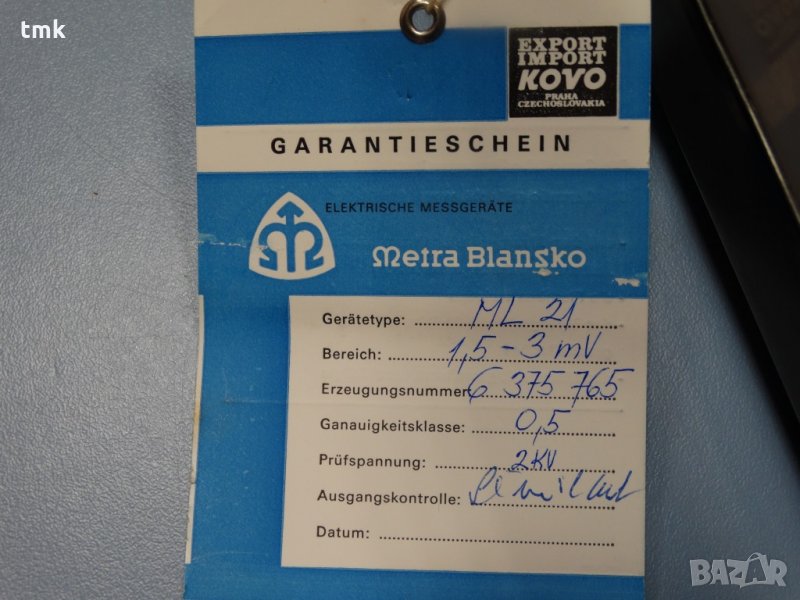 tmk
EXPORT
IMPORT
KOVO
PRAHA
CZECHOSLOVAKIA
GARANTIESCHEIN
ELEKTRISCHE MESSGERÄTE
Metra Blansko
Gerätetype: ML 21
Bereich: 1,5 - 3 mV
Erzeugungsnummer 6 375 765
Ganauigkeitsklasse: 0,5
Prüfspannung: 2KV
Ausgangskontrolle:
Datum:
BAZAR